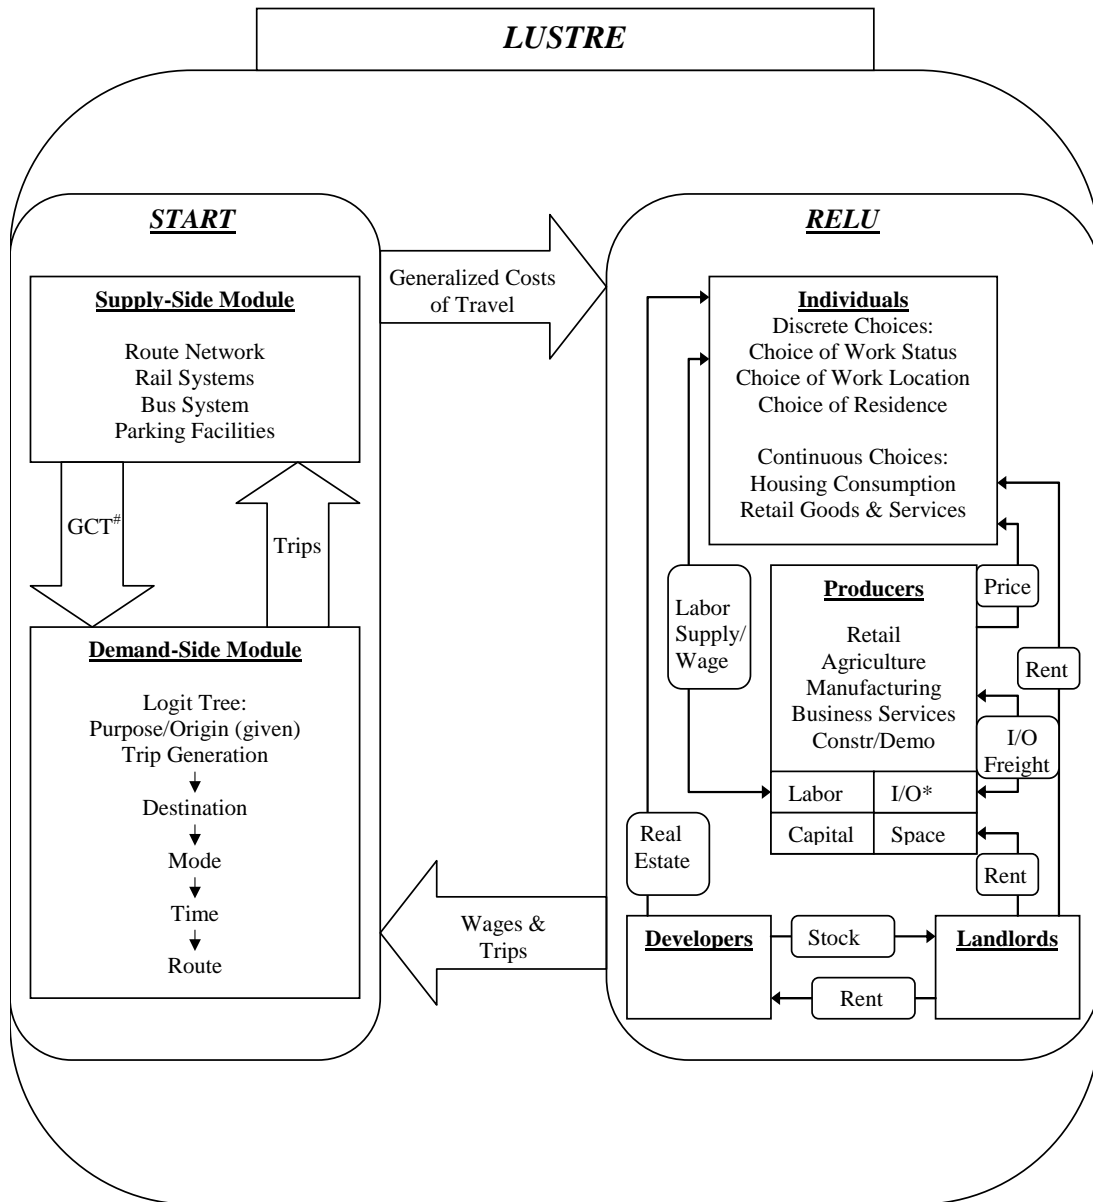 LUSTRE
START
Supply-Side Module
Route Network
Rail Systems
Bus System
Parking Facilities
GCT#
Trips
Demand-Side Module
Logit Tree:
Purpose/Origin (given)
Trip Generation
Destination
Mode
Time
Route
Generalized Costs
of Travel
Wages &
Trips
RELU
Individuals
Discrete Choices:
Choice of Work Status
Choice of Work Location
Choice of Residence
Continuous Choices:
Housing Consumption
Retail Goods & Services
Labor
Supply/
Wage
Producers
Retail
Agriculture
Manufacturing
Business Services
Constr/Demo
Labor
I/O*
Capital
Space
Price
Rent
I/O
Freight
Rent
Real
Estate
Developers
Stock
Landlords
Rent